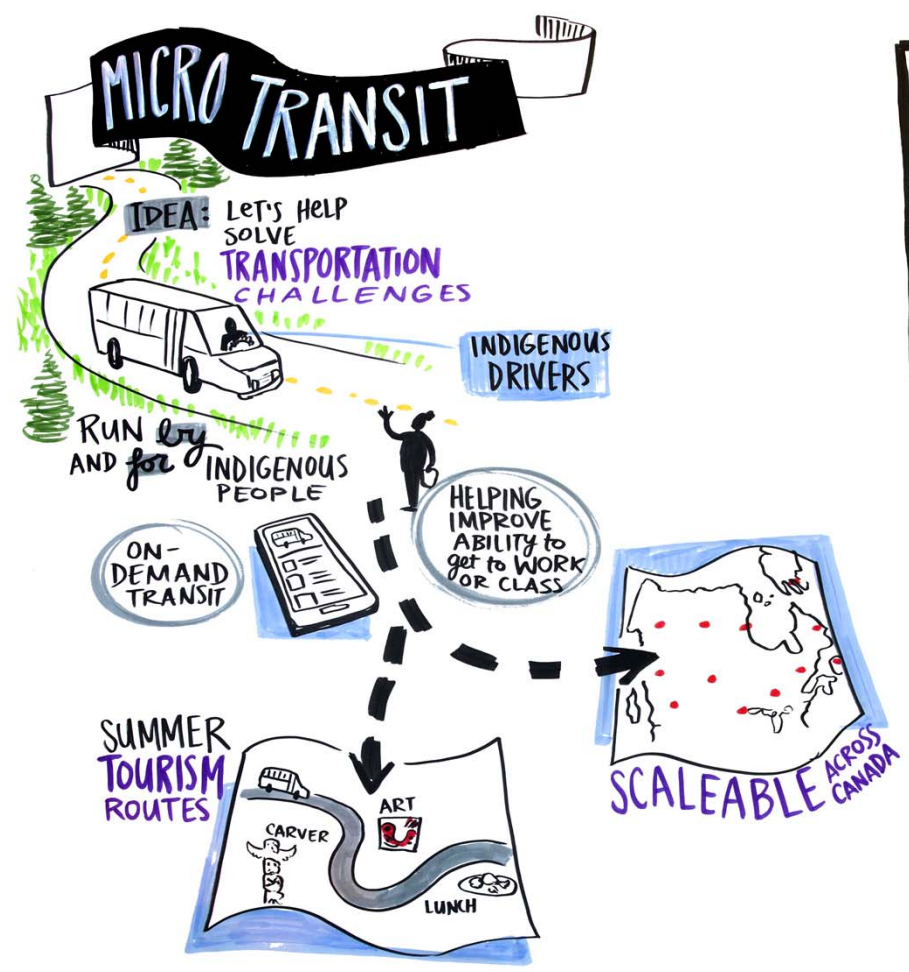 MICRO TRANSIT
IDEA: LET'S HELP
SOLVE
TRANSPORTATION
CHALLENGES
INDIGENOUS
DRIVERS
RUN by
AND for INDIGENOUS
PEOPLE
HELPING
IMPROVE
ABILITY to
get to WORK
OR CLASS
ON-
DEMAND
TRANSIT
SUMMER
TOURISM
ROUTES
CARVER
ART
LUNCH
SCALEABLE ACROSS
CANADA